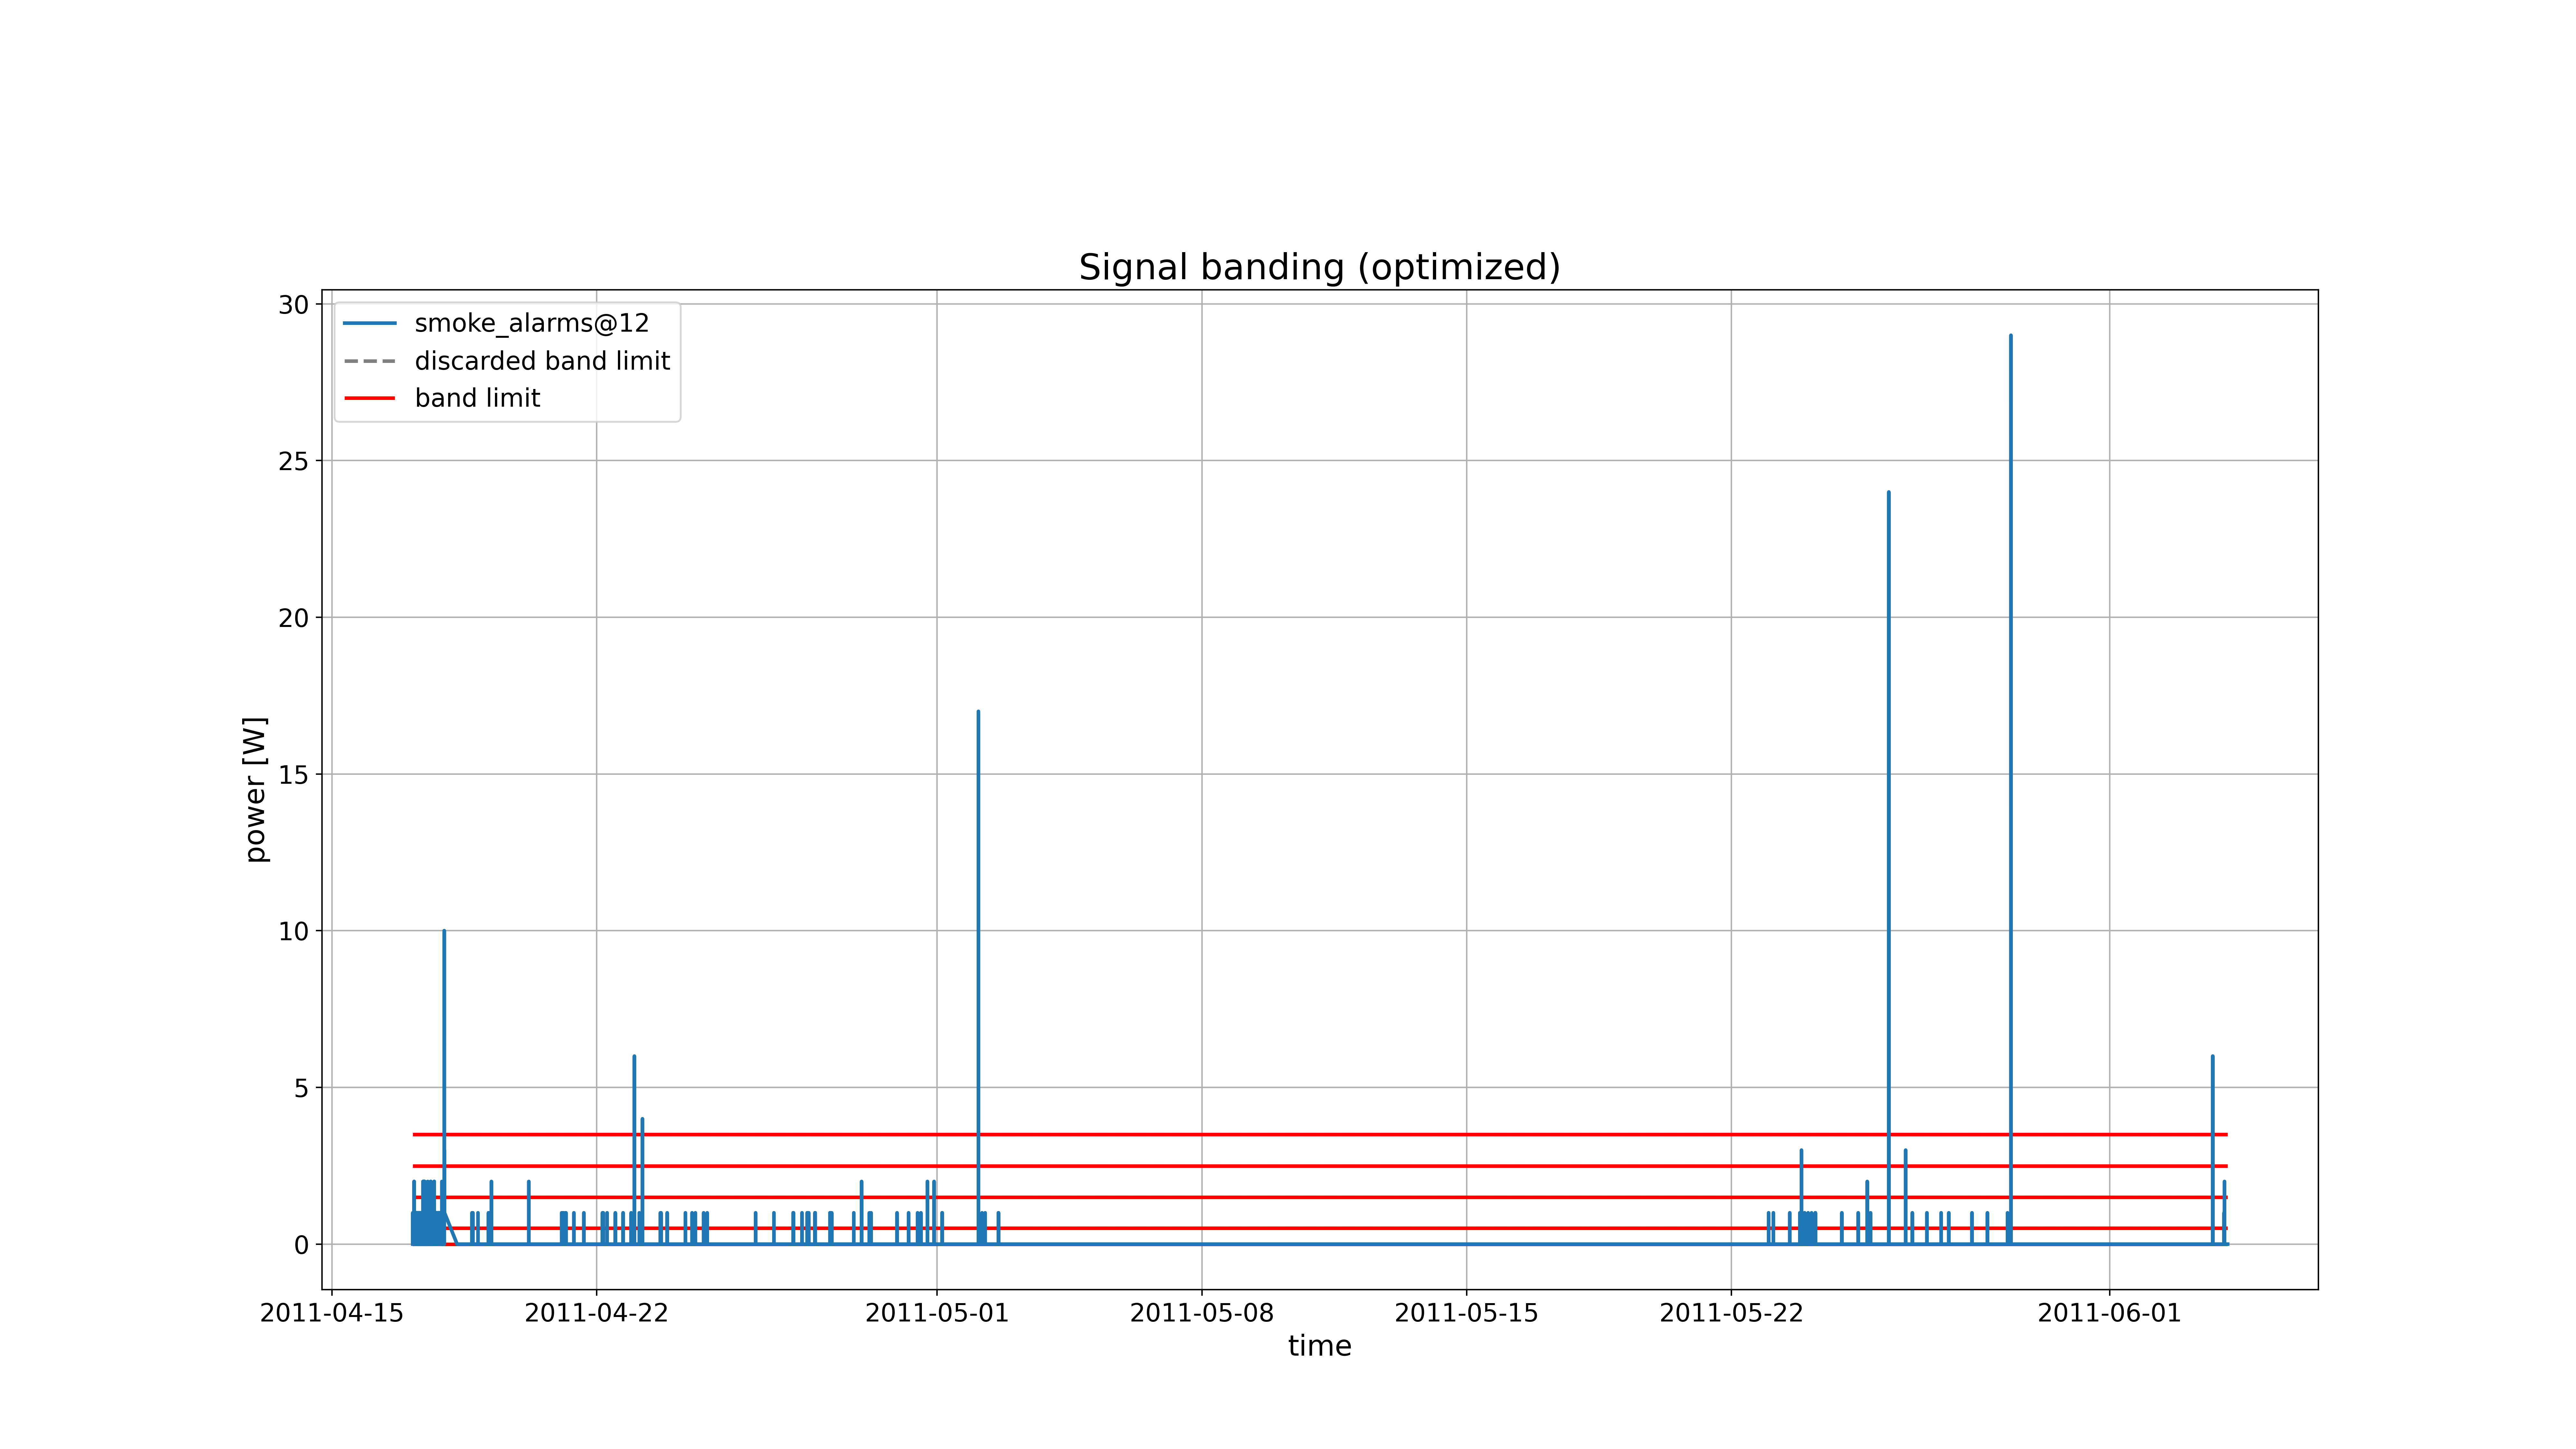 Signal banding (optimized)
smoke_alarms@12
discarded band limit
band limit
30
25
20
15
10
5
0
power [W]
2011-04-15 2011-04-22 2011-05-01 2011-05-08 2011-05-15 2011-05-22 2011-06-01
time